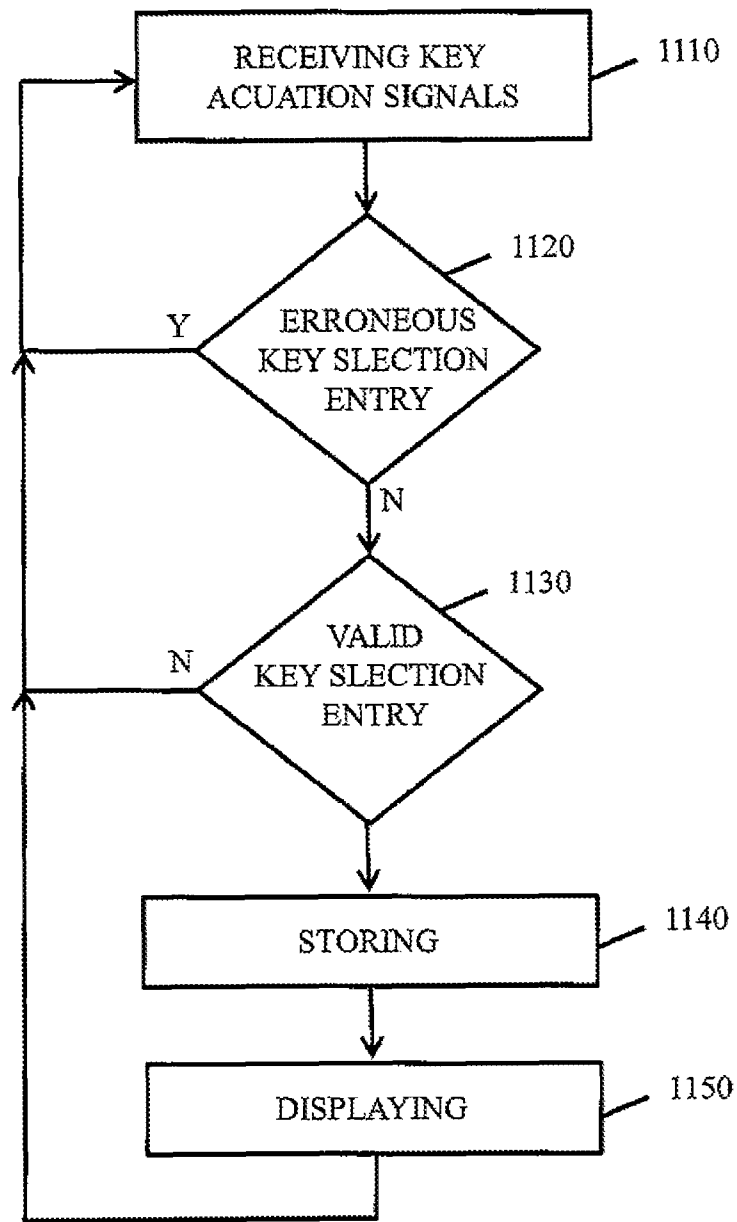 RECEIVING KEY
ACUATION SIGNALS
1110
1120
Y
ERRONEOUS
KEY SLECTION
ENTRY
N
1130
N
VALID
KEY SLECTION
ENTRY
STORING
1140
DISPLAYING
1150